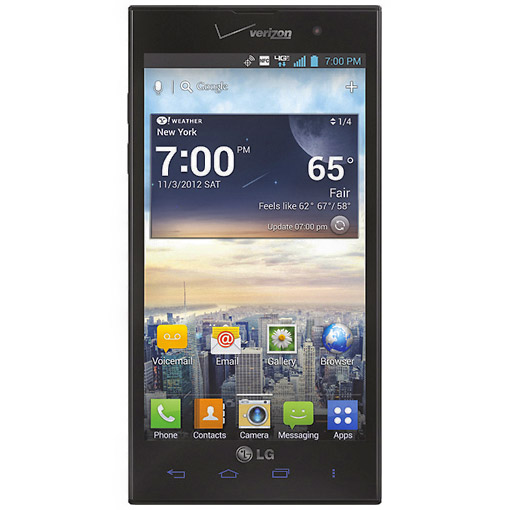 verizon
NFC 4G 7:00 PM
Google
Y! WEATHER 1/4
New York
7:00 PM 65°
11/3/2012 SAT Fair
Feels like 62° 67°/ 58°
Update 07:00 pm
Voicemail Email Gallery Browser
Phone Contacts Camera Messaging Apps
LG